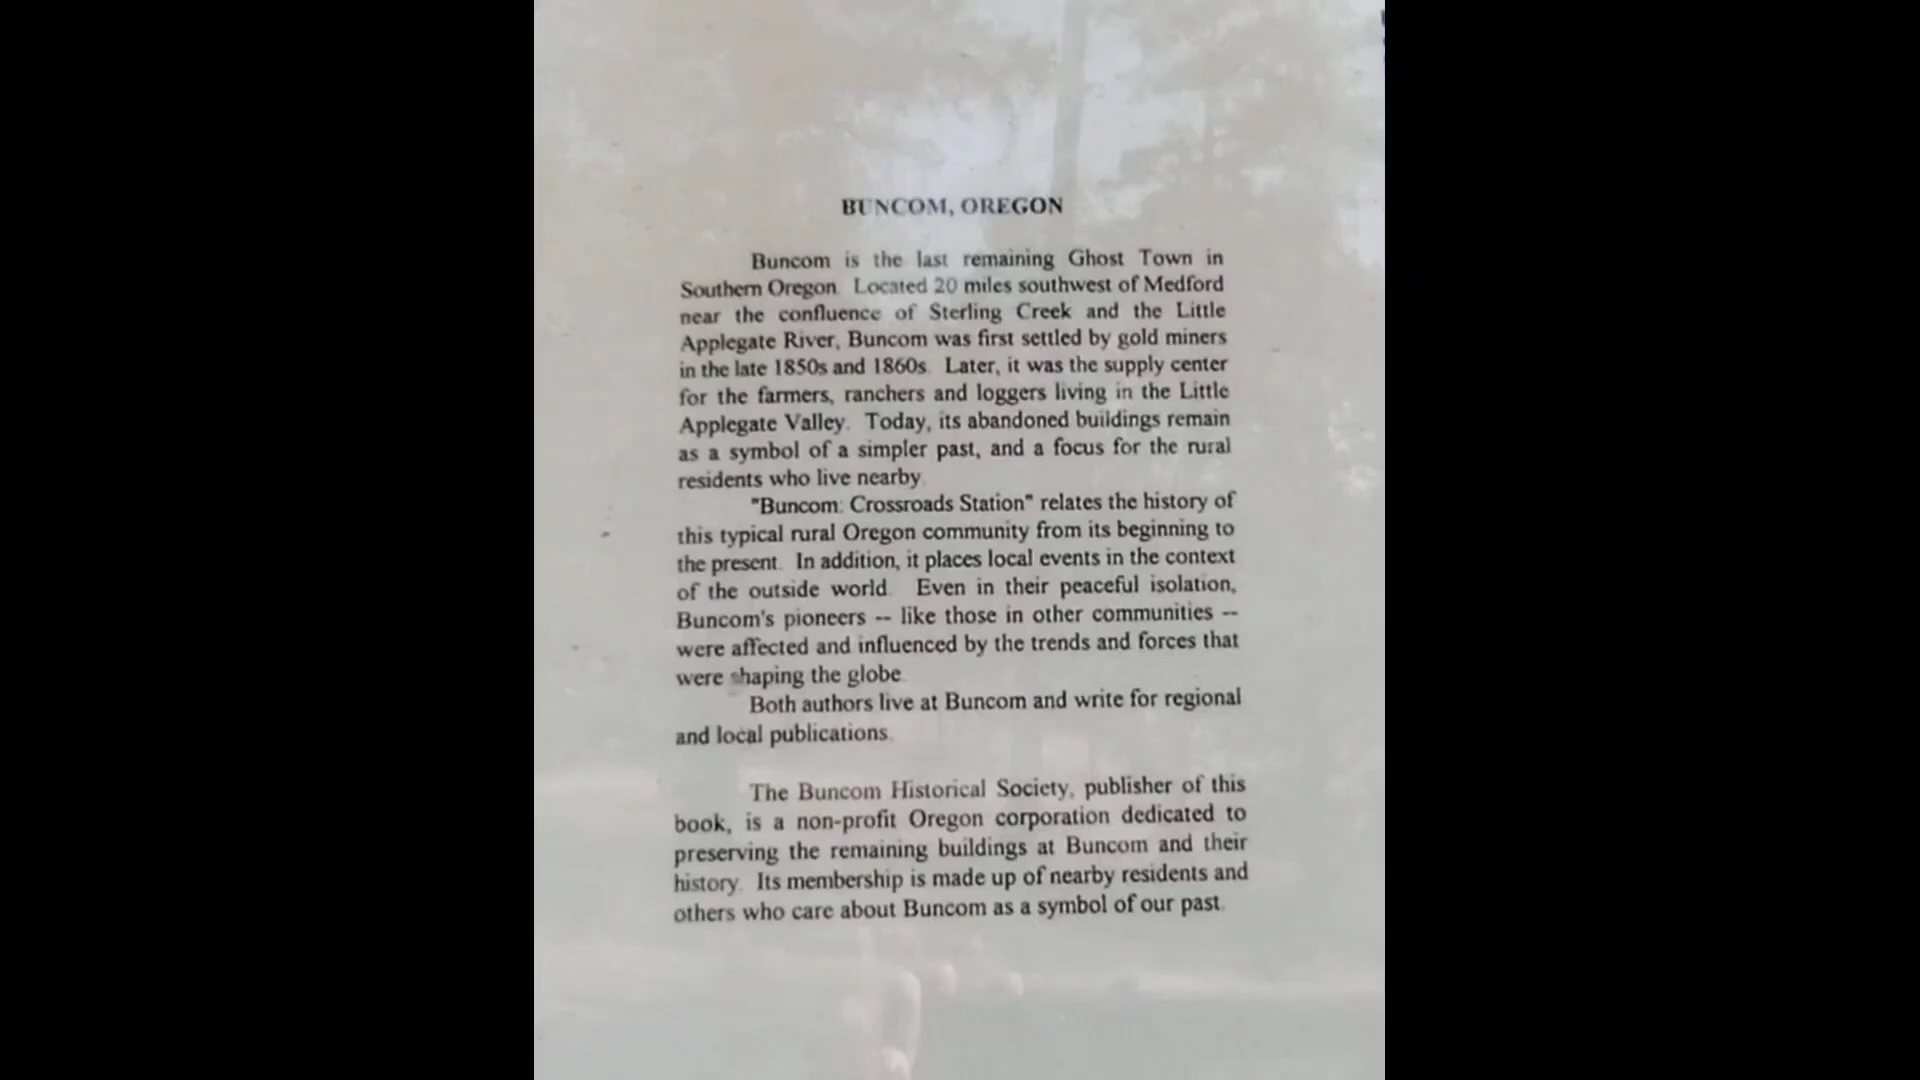 BUNCOM, OREGON
Buncom is the last remaining Ghost Town in
Southern Oregon. Located 20 miles southwest of Medford
near the confluence of Sterling Creek and the Little
Applegate River, Buncom was first settled by gold miners
in the late 1850s and 1860s. Later, it was the supply center
for the farmers, ranchers and loggers living in the Little
Applegate Valley. Today, its abandoned buildings remain
as a symbol of a simpler past, and a focus for the rural
residents who live nearby.
"Buncom: Crossroads Station" relates the history of
this typical rural Oregon community from its beginning to
the present. In addition, it places local events in the context
of the outside world. Even in their peaceful isolation,
Buncom's pioneers -- like those in other communities --
were affected and influenced by the trends and forces that
were shaping the globe.
Both authors live at Buncom and write for regional
and local publications.
The Buncom Historical Society, publisher of this
book, is a non-profit Oregon corporation dedicated to
preserving the remaining buildings at Buncom and their
history. Its membership is made up of nearby residents and
others who care about Buncom as a symbol of our past.